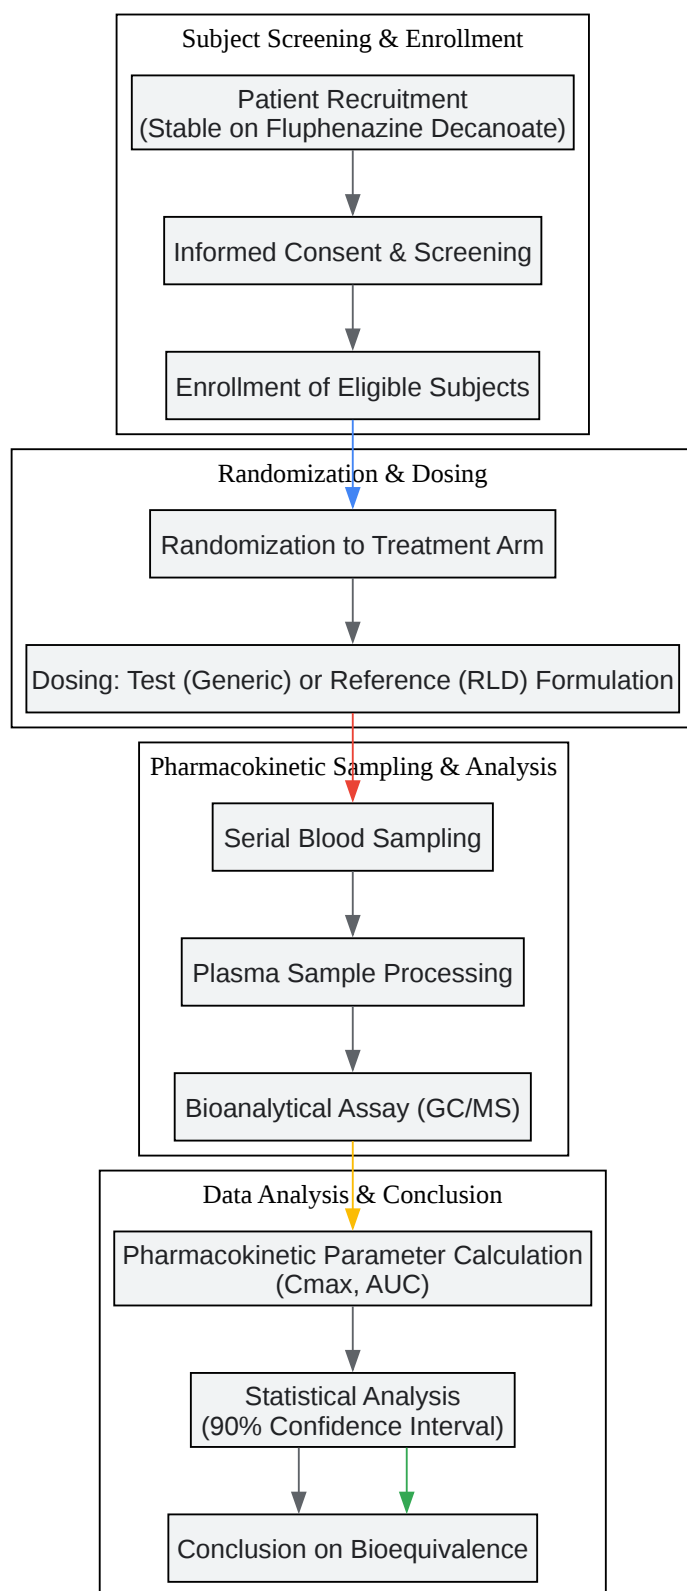 Subject Screening & Enrollment
Patient Recruitment
(Stable on Fluphenazine Decanoate)
Informed Consent & Screening
Enrollment of Eligible Subjects
Randomization & Dosing
Randomization to Treatment Arm
Dosing: Test (Generic) or Reference (RLD) Formulation
Pharmacokinetic Sampling & Analysis
Serial Blood Sampling
Plasma Sample Processing
Bioanalytical Assay (GC/MS)
Data Analysis & Conclusion
Pharmacokinetic Parameter Calculation
(Cmax, AUC)
Statistical Analysis
(90% Confidence Interval)
Conclusion on Bioequivalence